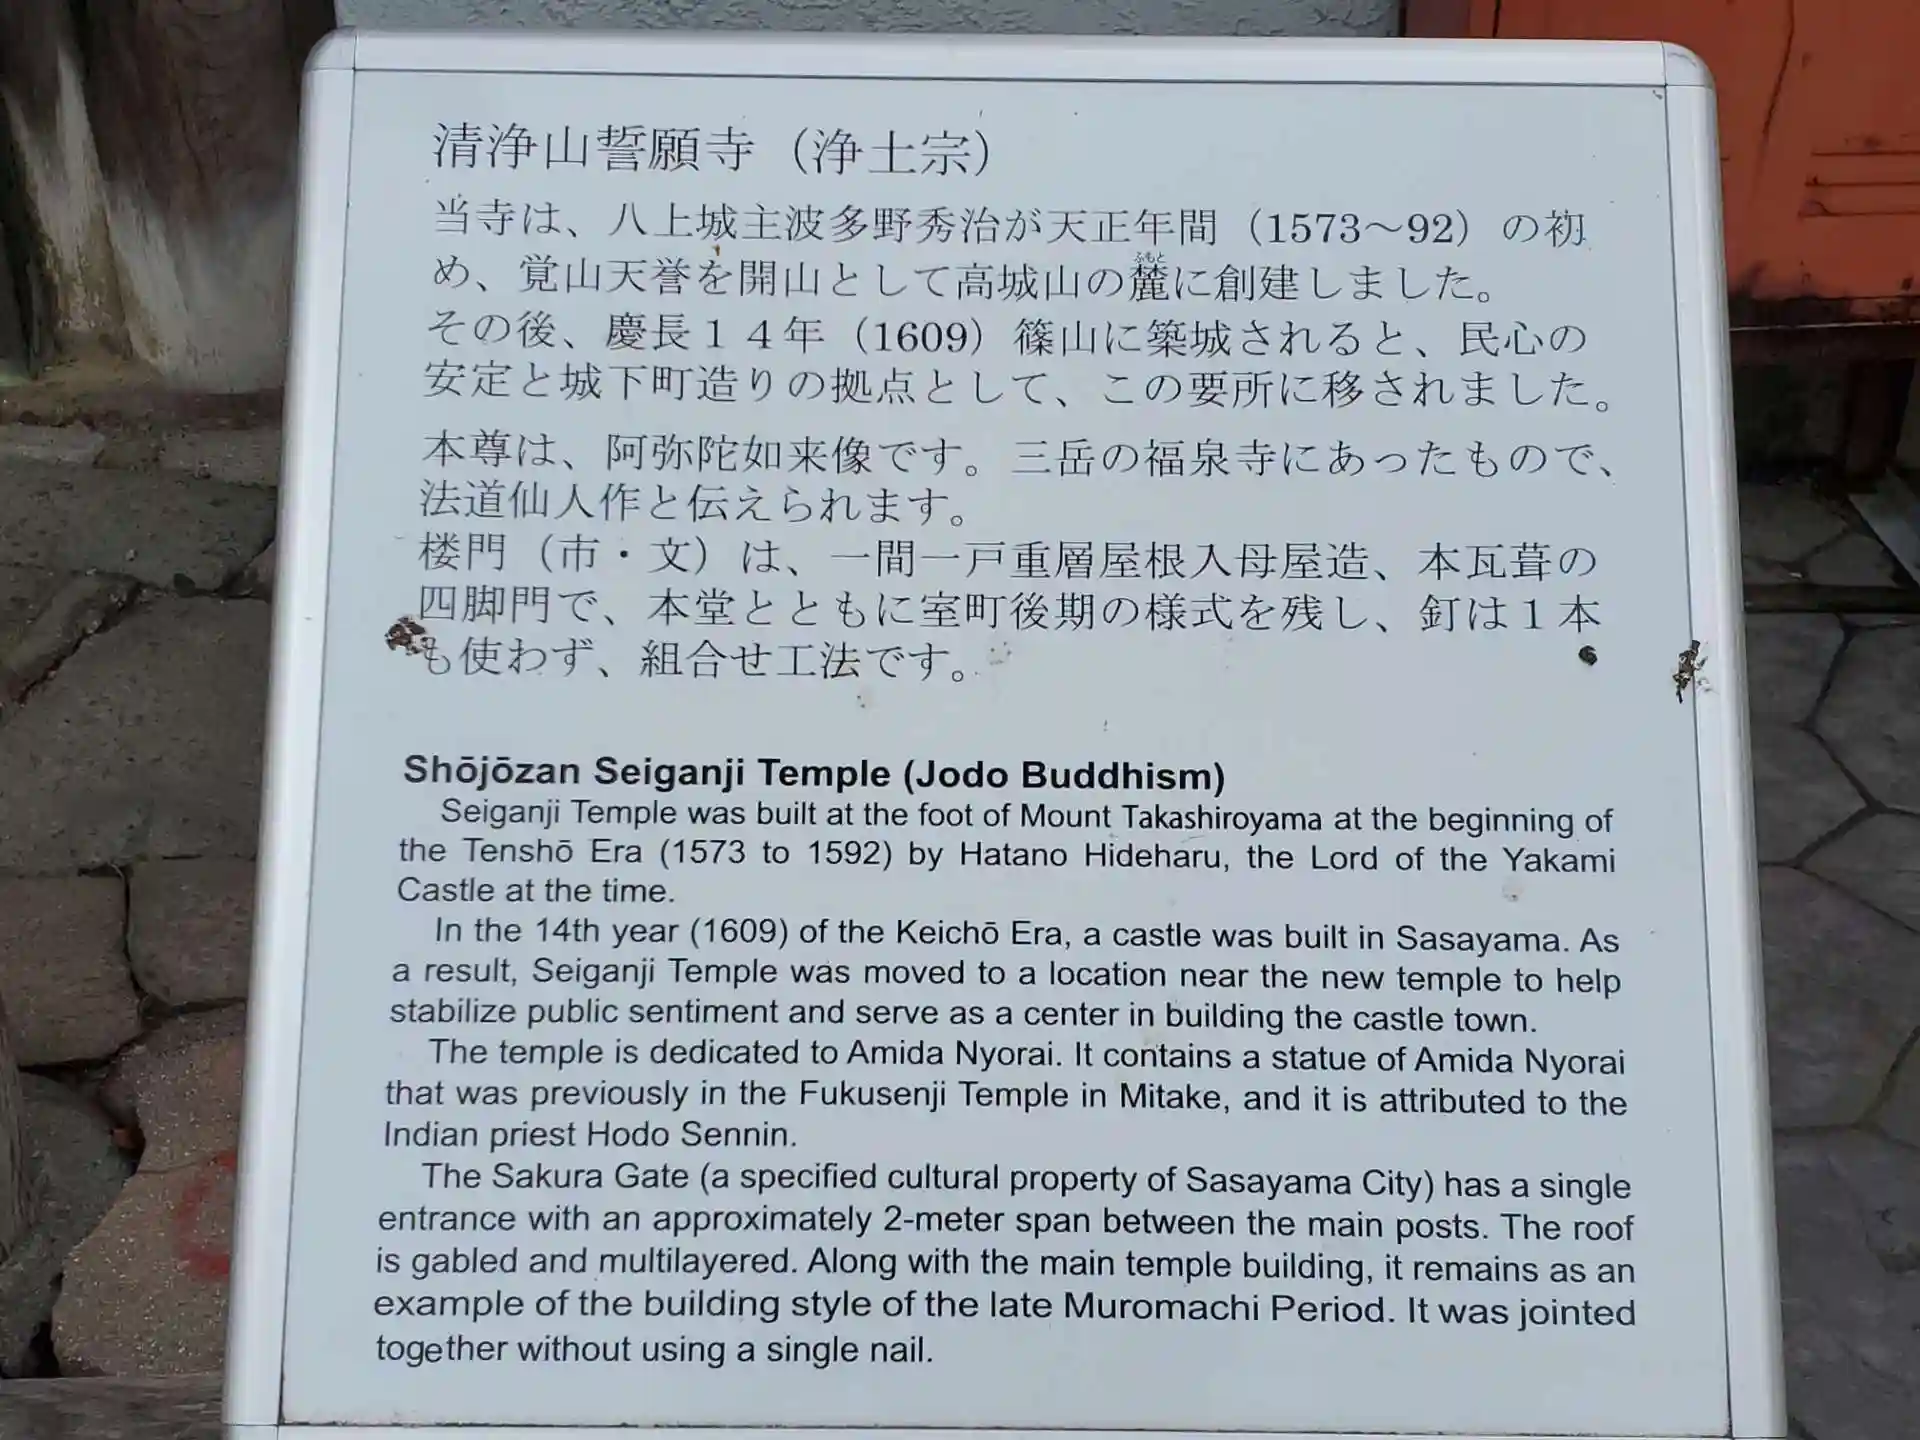 清浄山誓願寺（浄土宗）
当寺は、八上城主波多野秀治が天正年間（1573～92）の初
め、覚山天誉を開山として高城山の麓に創建しました。
ふもと
その後、慶長１４年（1609）篠山に築城されると、民心の
安定と城下町造りの拠点として、この要所に移されました。
本尊は、阿弥陀如来像です。三岳の福泉寺にあったもので、
法道仙人作と伝えられます。
楼門（市・文）は、一間一戸重層屋根入母屋造、本瓦葺の
四脚門で、本堂とともに室町後期の様式を残し、釘は１本
も使わず、組合せ工法です。
Shōjōzan Seiganji Temple (Jodo Buddhism)
Seiganji Temple was built at the foot of Mount Takashiroyama at the beginning of
the Tenshō Era (1573 to 1592) by Hatano Hideharu, the Lord of the Yakami
Castle at the time.
In the 14th year (1609) of the Keichō Era, a castle was built in Sasayama. As
a result, Seiganji Temple was moved to a location near the new temple to help
stabilize public sentiment and serve as a center in building the castle town.
The temple is dedicated to Amida Nyorai. It contains a statue of Amida Nyorai
that was previously in the Fukusenji Temple in Mitake, and it is attributed to the
Indian priest Hodo Sennin.
The Sakura Gate (a specified cultural property of Sasayama City) has a single
entrance with an approximately 2-meter span between the main posts. The roof
is gabled and multilayered. Along with the main temple building, it remains as an
example of the building style of the late Muromachi Period. It was jointed
together without using a single nail.